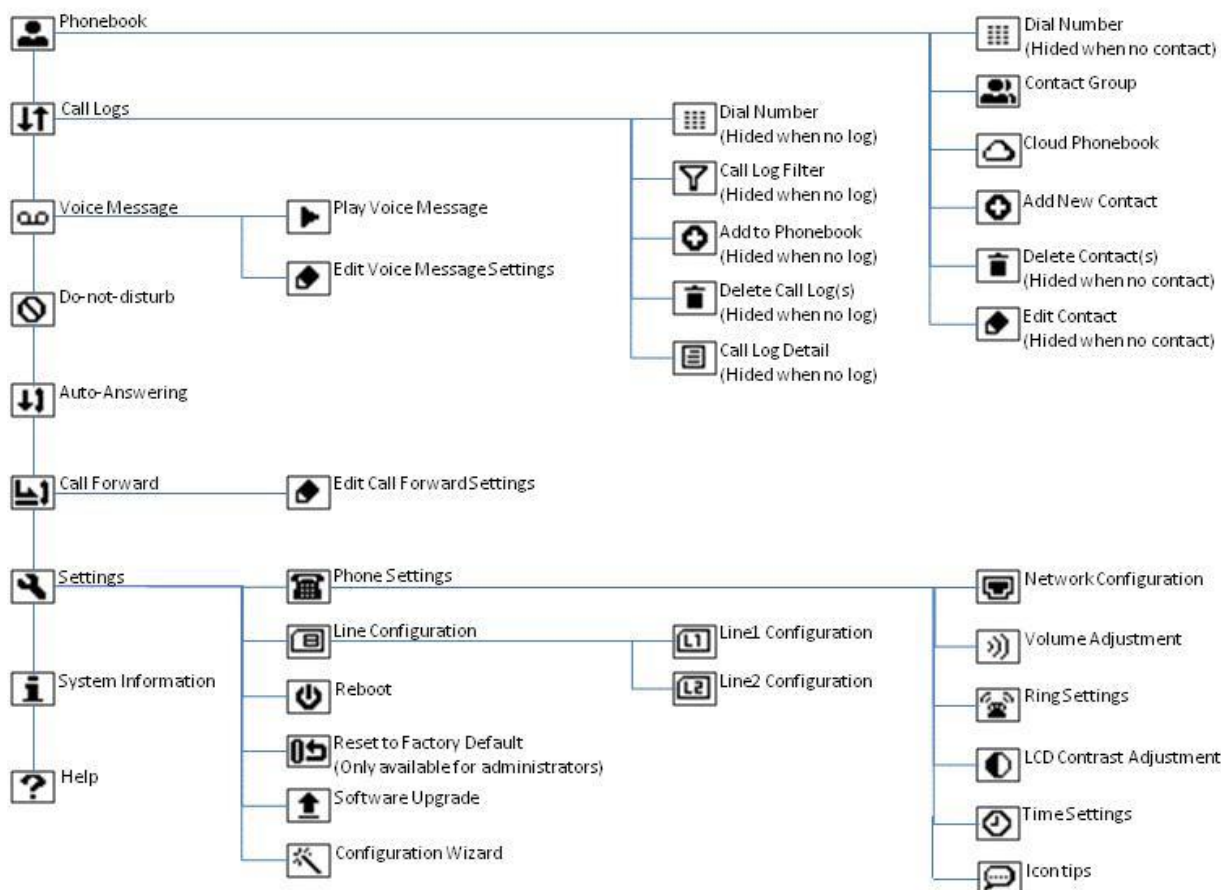 Phonebook
Dial Number
(Hided when no contact)
Contact Group
Cloud Phonebook
Add New Contact
Delete Contact(s)
(Hided when no contact)
Edit Contact
(Hided when no contact)
Call Logs
Dial Number
(Hided when no log)
Call Log Filter
(Hided when no log)
Add to Phonebook
(Hided when no log)
Delete Call Log(s)
(Hided when no log)
Call Log Detail
(Hided when no log)
Voice Message
Play Voice Message
Edit Voice Message Settings
Do-not-disturb
Auto-Answering
Call Forward
Edit Call Forward Settings
Settings
Phone Settings
Network Configuration
Volume Adjustment
Ring Settings
LCD Contrast Adjustment
Time Settings
Icon tips
Line Configuration
L1
Line1 Configuration
L2
Line2 Configuration
Reboot
Reset to Factory Default
(Only available for administrators)
Software Upgrade
Configuration Wizard
System Information
i
Help
?